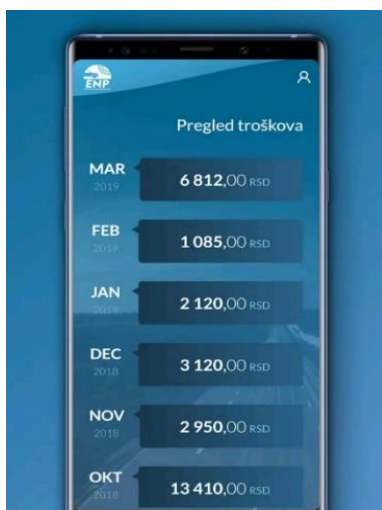 ENP
Pregled troškova
MAR
2019
6 812,00 RSD
FEB
2019
1 085,00 RSD
JAN
2019
2 120,00 RSD
DEC
2018
3 120,00 RSD
NOV
2018
2 950,00 RSD
OKT
2018
13 410,00 RSD